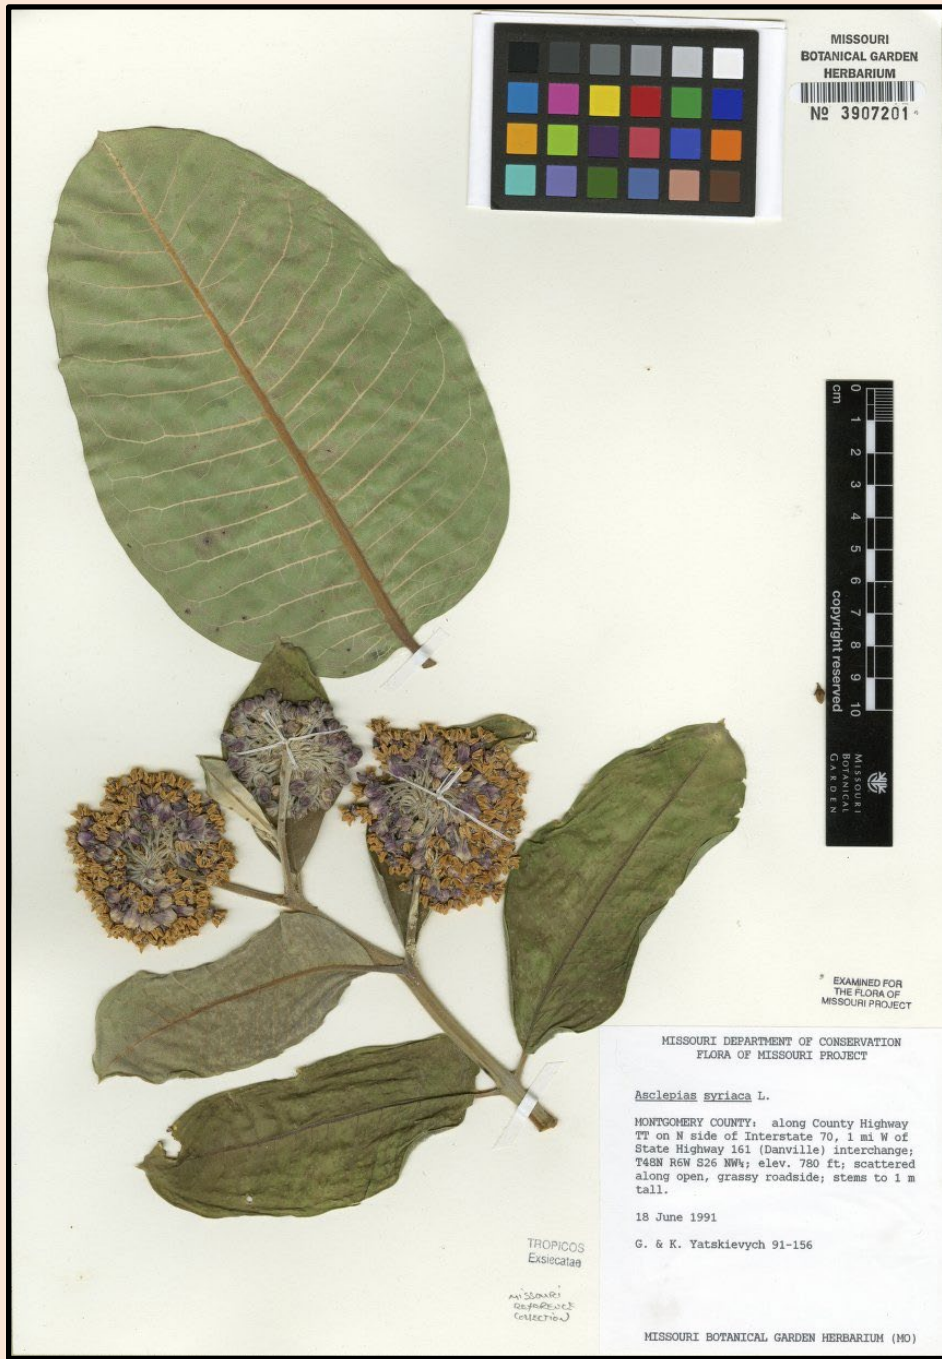 MISSOURI
BOTANICAL GARDEN
HERBARIUM
№ 3907201
0
cm
1
2
3
4
5
6
7
8
9
10
copyright reserved
MISSOURI
BOTANICAL
GARDEN
EXAMINED FOR
THE FLORA OF
MISSOURI PROJECT
MISSOURI DEPARTMENT OF CONSERVATION
FLORA OF MISSOURI PROJECT
Asclepias syriaca L.
MONTGOMERY COUNTY: along County Highway
TT on N side of Interstate 70, 1 mi W of
State Highway 161 (Danville) interchange;
T48N R6W S26 NW¼; elev. 780 ft; scattered
along open, grassy roadside; stems to 1 m
tall.
18 June 1991
G. & K. Yatskievych 91-156
MISSOURI BOTANICAL GARDEN HERBARIUM (MO)
TROPICOS
Exsiccatae
MISSOURI
REFERENCE
COLLECTION